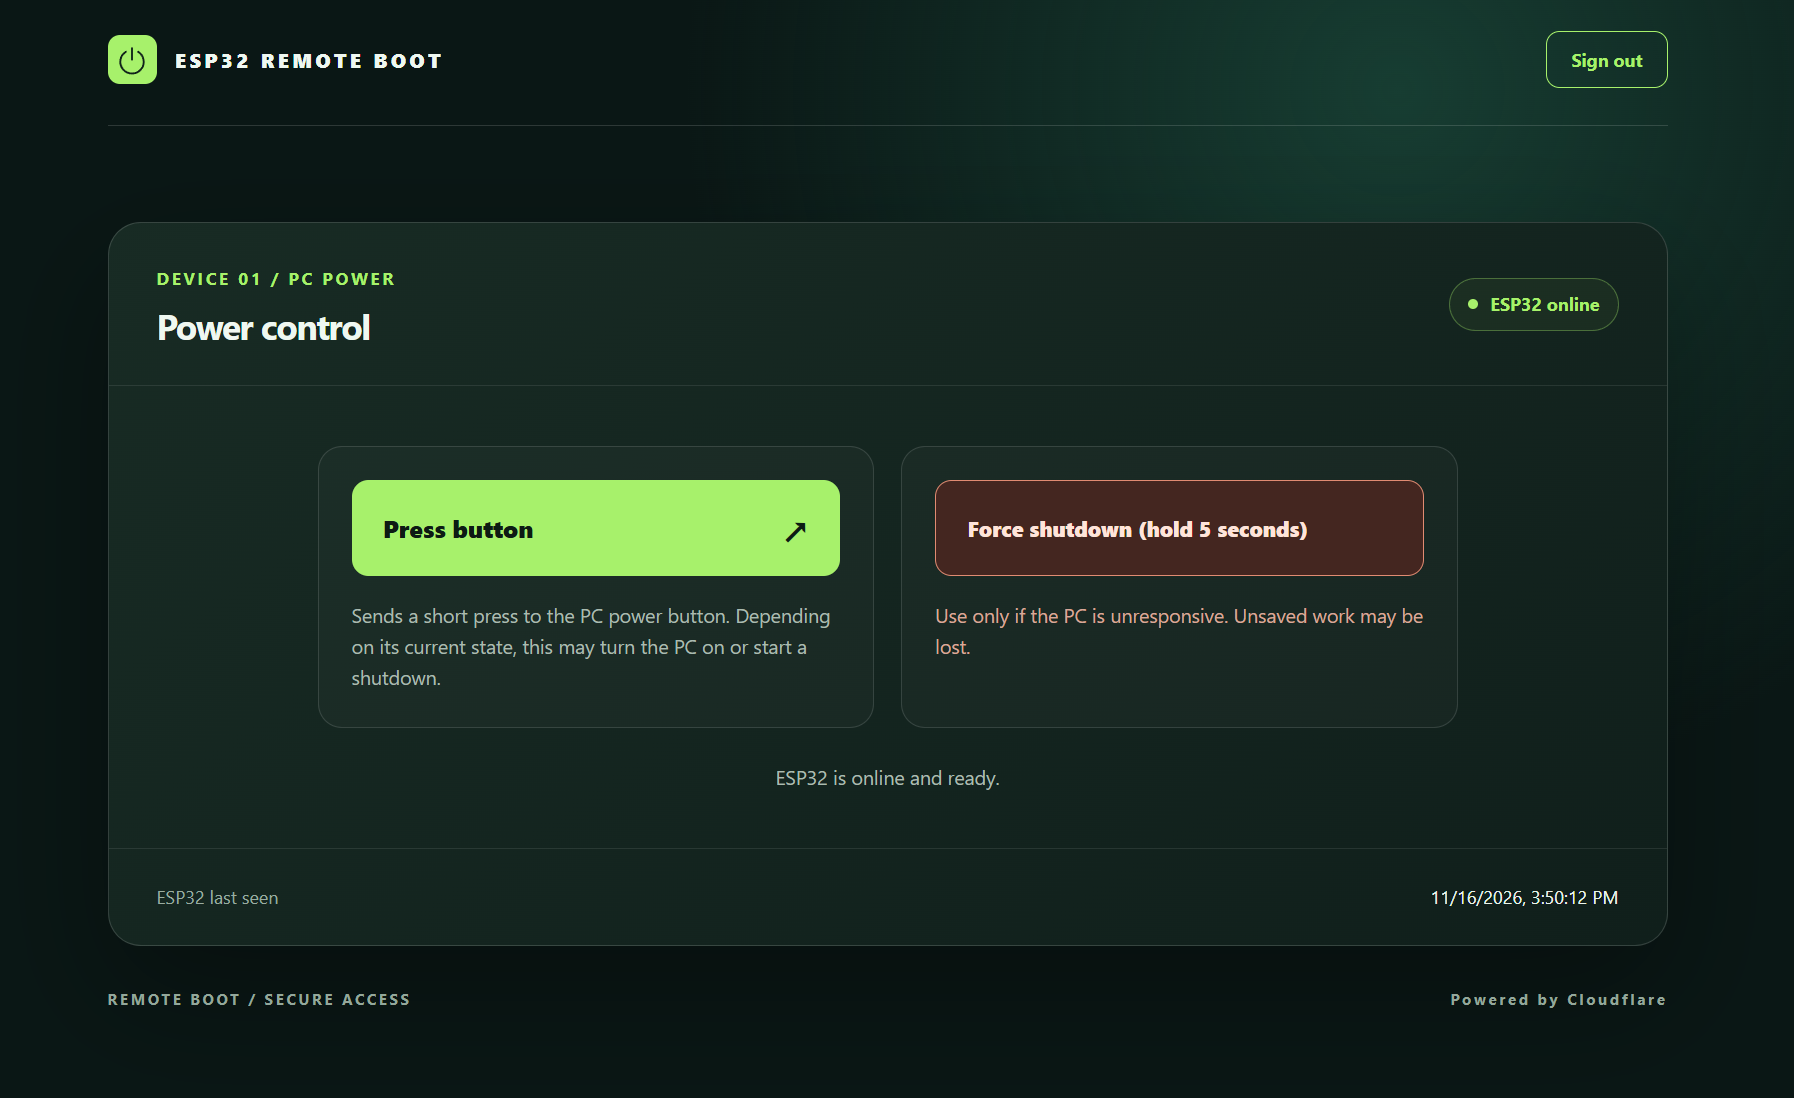 ESP32 REMOTE BOOT
Sign out
DEVICE 01 / PC POWER
Power control
ESP32 online
Press button ↗
Sends a short press to the PC power button. Depending
on its current state, this may turn the PC on or start a
shutdown.
Force shutdown (hold 5 seconds)
Use only if the PC is unresponsive. Unsaved work may be
lost.
ESP32 is online and ready.
ESP32 last seen
11/16/2026, 3:50:12 PM
REMOTE BOOT / SECURE ACCESS
Powered by Cloudflare